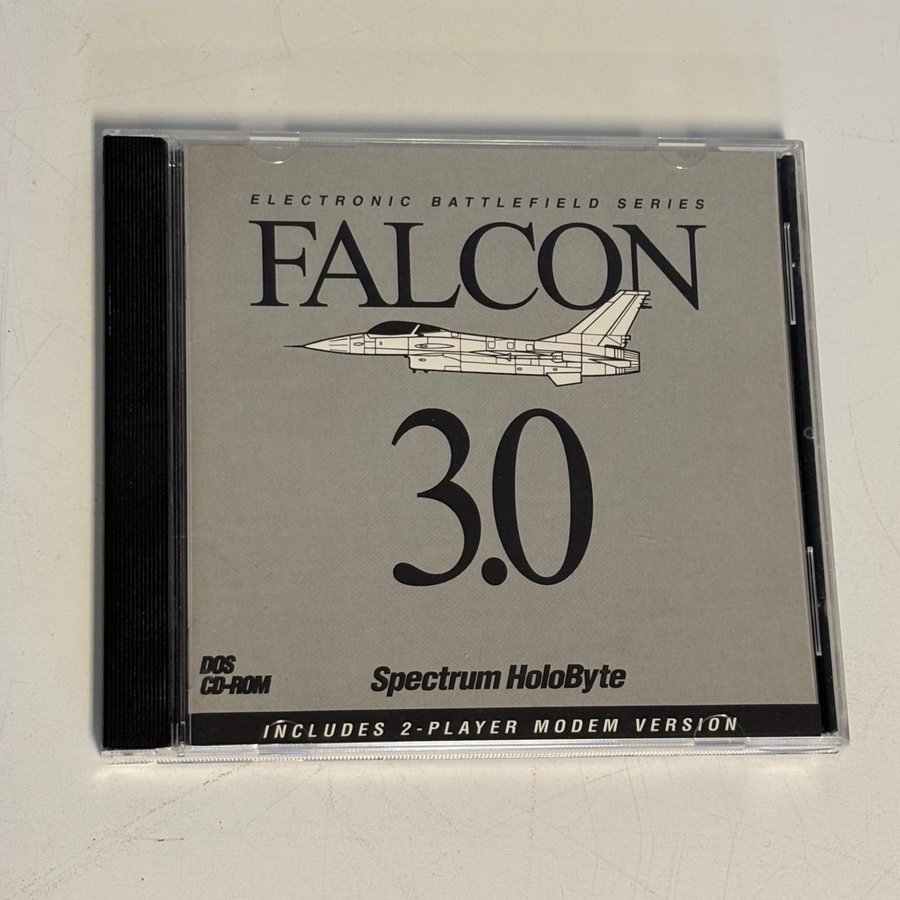 ELECTRONIC BATTLEFIELD SERIES
FALCON
3.0
DOS
CD-ROM
Spectrum HoloByte
INCLUDES 2-PLAYER MODEM VERSION